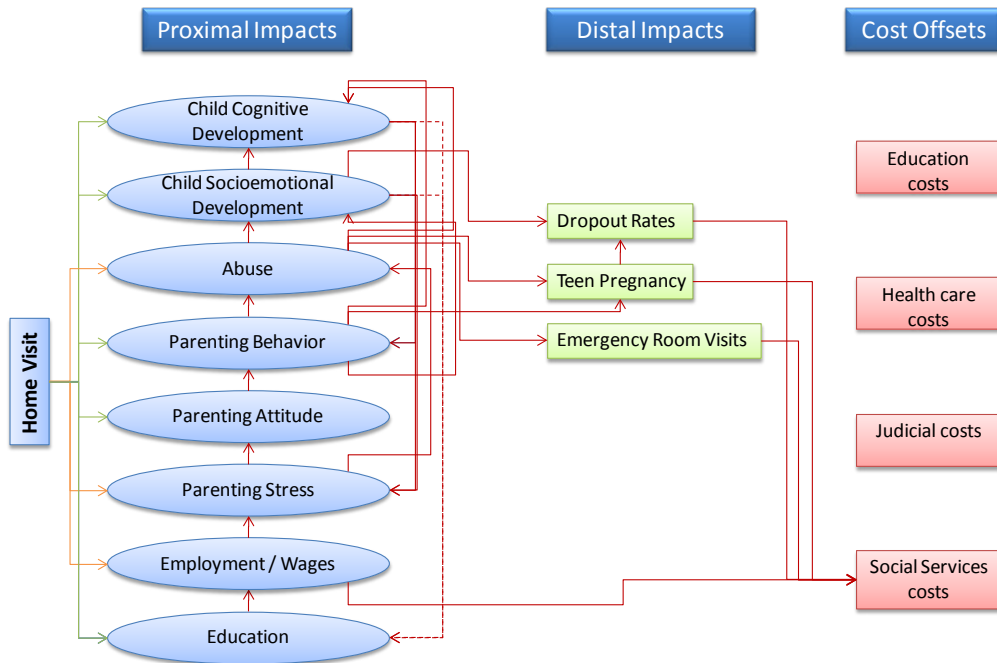 Proximal Impacts
Distal Impacts
Cost Offsets
Child Cognitive
Development
Child Socioemotional
Development
Abuse
Parenting Behavior
Parenting Attitude
Parenting Stress
Employment / Wages
Education
Home Visit
Dropout Rates
Teen Pregnancy
Emergency Room Visits
Education
costs
Health care
costs
Judicial costs
Social Services
costs